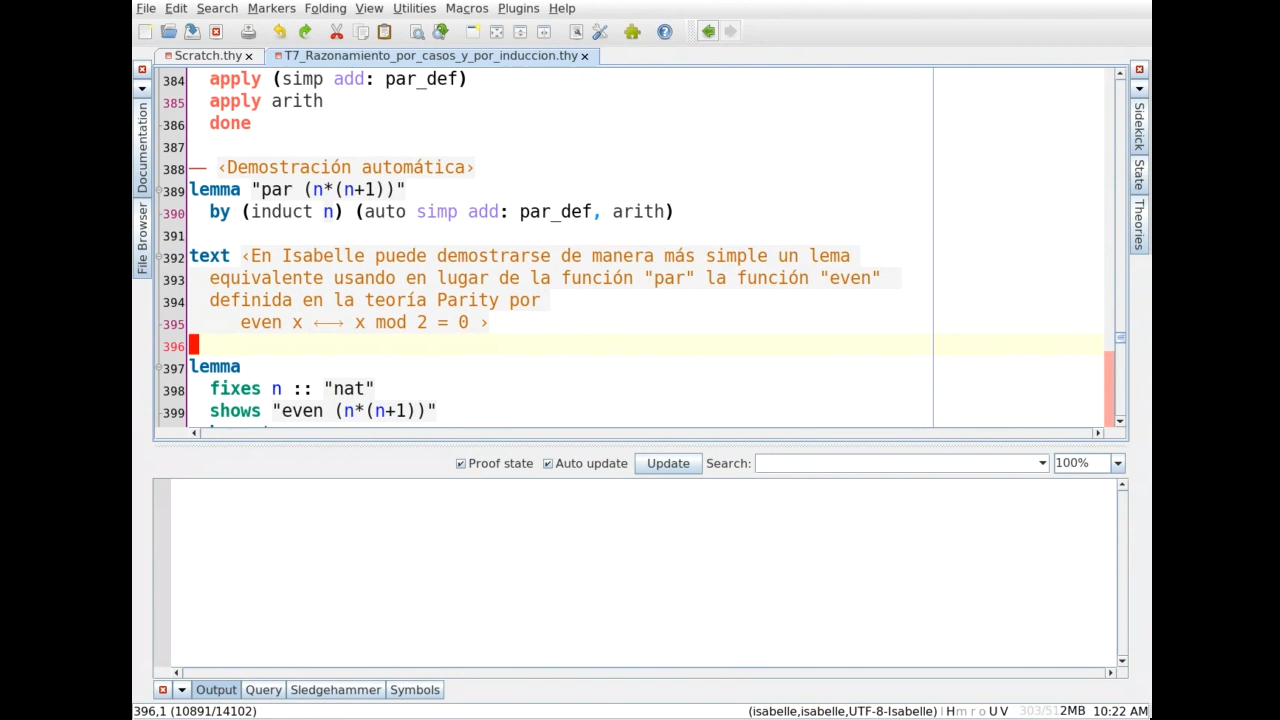 File Edit Search Markers Folding View Utilities Macros Plugins Help
Scratch.thy T7_Razonamiento_por_casos_y_por_induccion.thy
Documentation
File Browser
384 apply (simp add: par_def)
385 apply arith
386 done
387
388 — ‹Demostración automática›
389 lemma "par (n*(n+1))"
390 by (induct n) (auto simp add: par_def, arith)
391
392 text ‹En Isabelle puede demostrarse de manera más simple un lema
393 equivalente usando en lugar de la función "par" la función "even"
394 definida en la teoría Parity por
395 even x ⟷ x mod 2 = 0 ›
396
397 lemma
398 fixes n :: "nat"
399 shows "even (n*(n+1))"
Sidekick
State
Theories
Proof state Auto update Update Search: 100%
Output Query Sledgehammer Symbols
396,1 (10891/14102) (isabelle,isabelle,UTF-8-Isabelle) | H m r o U V 303/512MB 10:22 AM